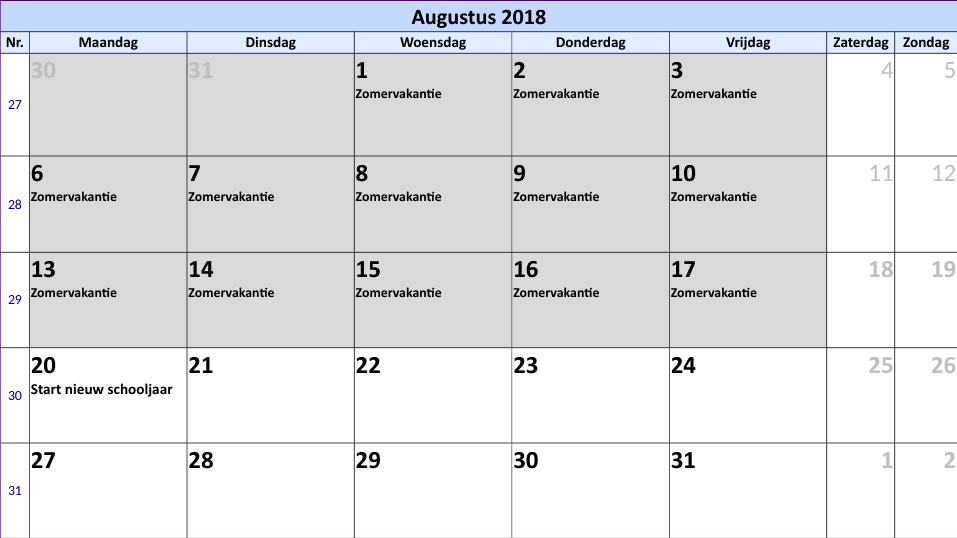 Augustus 2018
Nr. Maandag Dinsdag Woensdag Donderdag Vrijdag Zaterdag Zondag
27 30 31 1 2 3 4 5
Zomervakantie Zomervakantie Zomervakantie
28 6 7 8 9 10 11 12
Zomervakantie Zomervakantie Zomervakantie Zomervakantie Zomervakantie
29 13 14 15 16 17 18 19
Zomervakantie Zomervakantie Zomervakantie Zomervakantie Zomervakantie
30 20 21 22 23 24 25 26
Start nieuw schooljaar
31 27 28 29 30 31 1 2